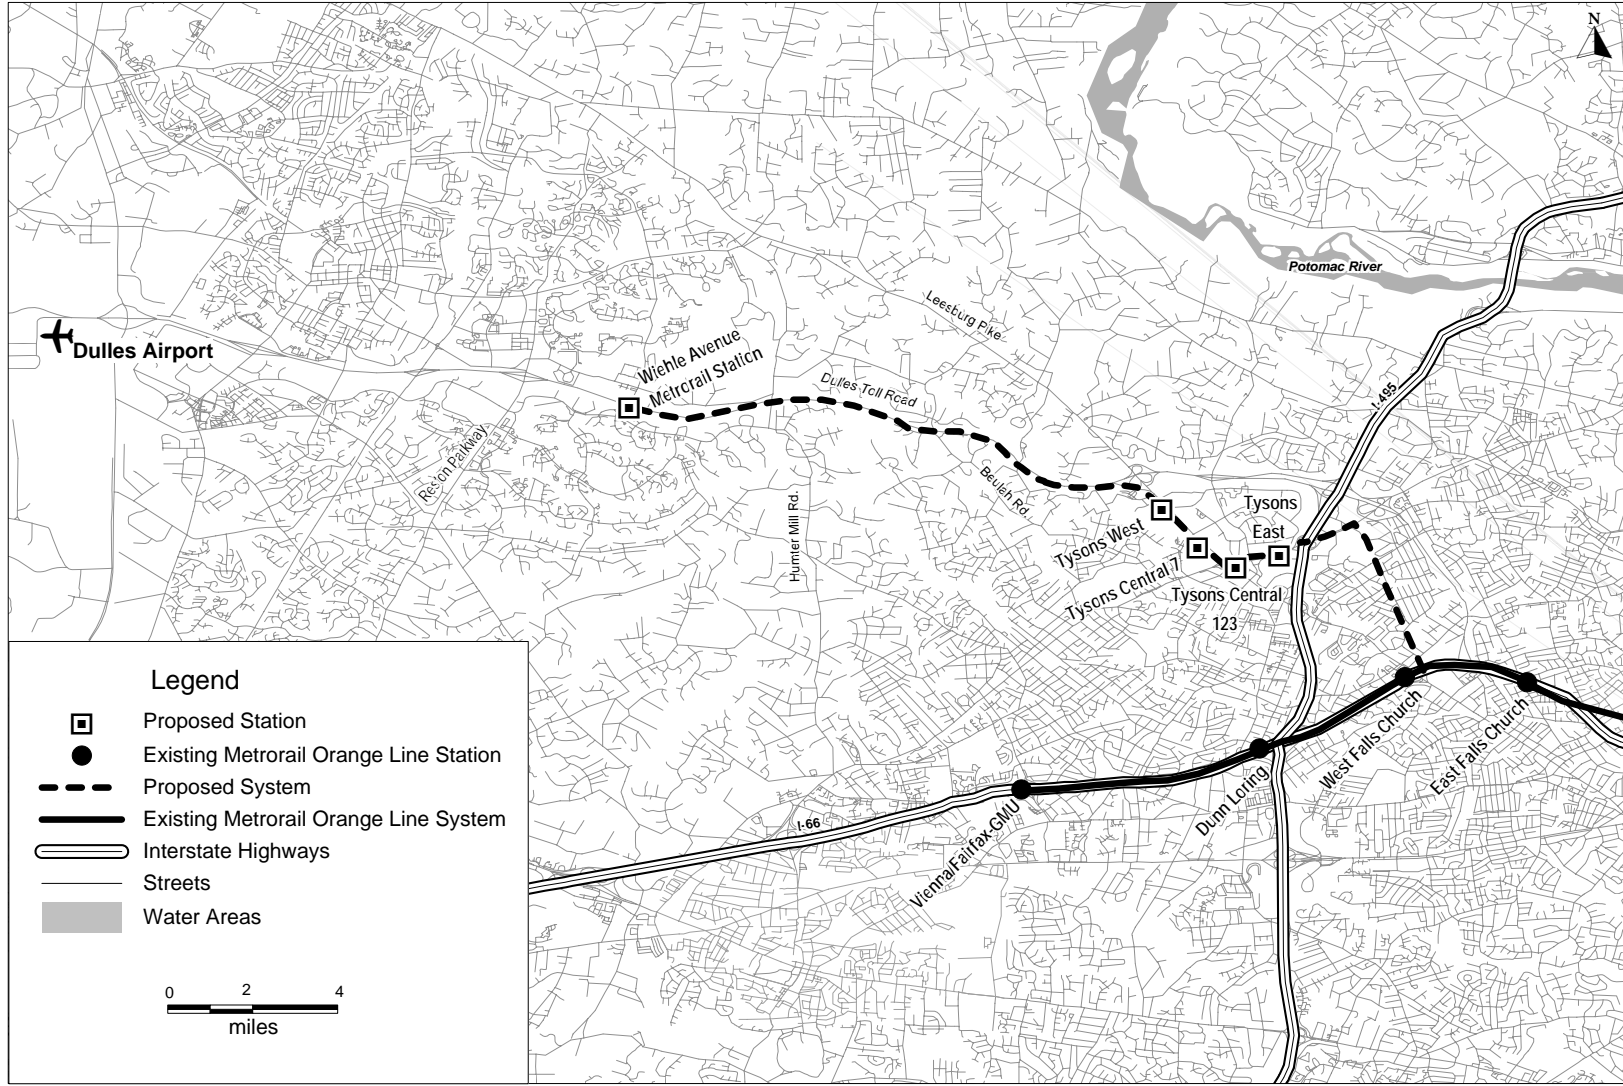 N
Potomac River
Leesburg Pike
Dulles Airport
Wiehle Avenue
Metrorail Station
Dulles Toll Road
I-495
Reston Parkway
Beulah Rd.
Hunter Mill Rd.
Tysons
East
Tysons West
Tysons Central 7
Tysons Central
123
West Falls Church
East Falls Church
Dunn Loring
Vienna/Fairfax-GMU
I-66
Legend
Proposed Station
Existing Metrorail Orange Line Station
Proposed System
Existing Metrorail Orange Line System
Interstate Highways
Streets
Water Areas
0 2 4
miles